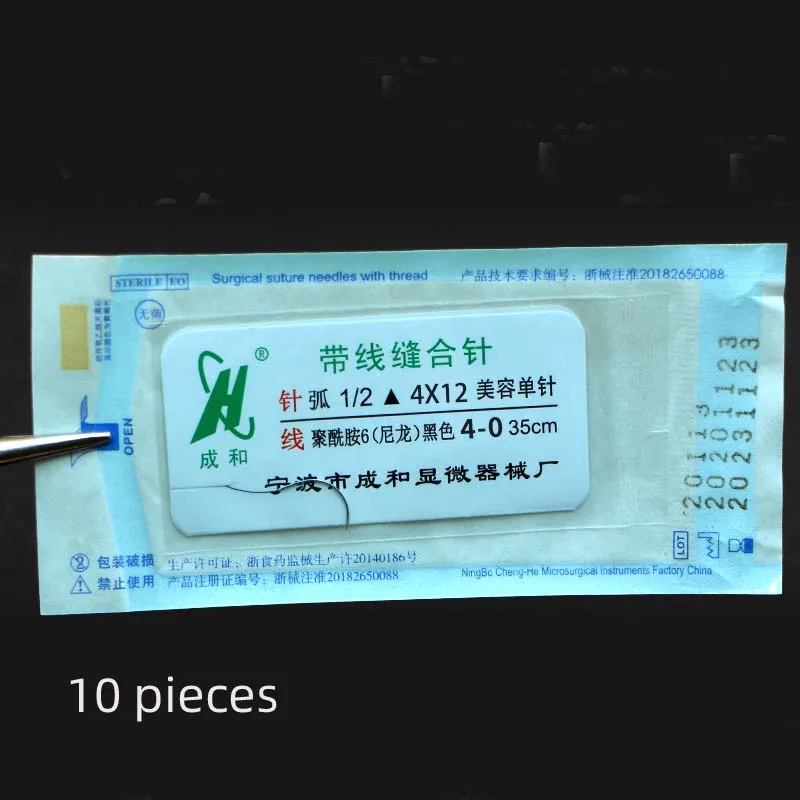 STERILE EO
Surgical suture needles with thread
产品技术要求编号：浙械注准20182650088
无菌
OPEN
H®
成和
带线缝合针
针 弧 1/2 ▲ 4X12 美容单针
线 聚酰胺6(尼龙)黑色 4-0 35cm
宁波市成和显微器械厂
20113
20201123
20231123
LOT
包装破损
禁止使用
生产许可证：浙食药监械生产许20140186号
产品注册证编号：浙械注准20182650088
NingBo Cheng-He Microsurgical Instruments Factory China
10 pieces